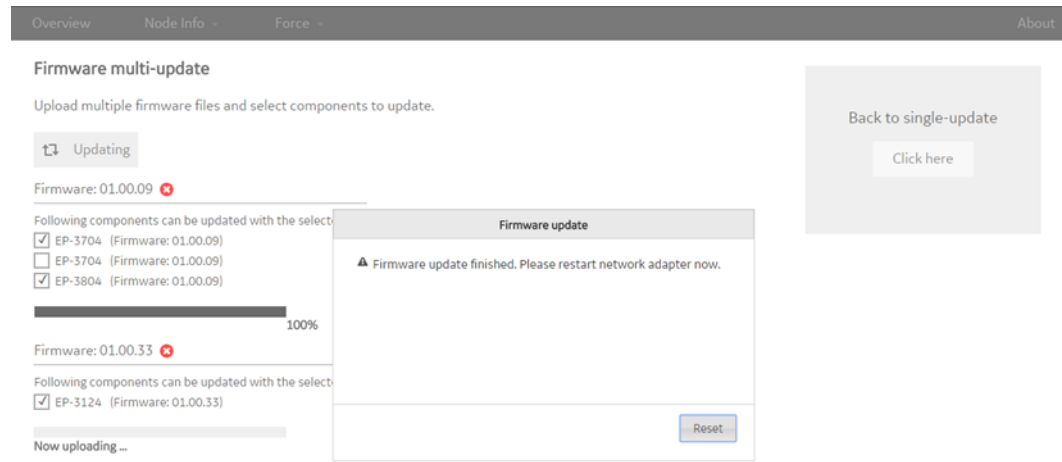 Overview Node Info Force About
Firmware multi-update
Upload multiple firmware files and select components to update.
Back to single-update
Click here
Updating
Firmware: 01.00.09
Following components can be updated with the select
EP-3704 (Firmware: 01.00.09)
EP-3704 (Firmware: 01.00.09)
EP-3804 (Firmware: 01.00.09)
100%
Firmware: 01.00.33
Following components can be updated with the select
EP-3124 (Firmware: 01.00.33)
Now uploading ...
Firmware update
Firmware update finished. Please restart network adapter now.
Reset